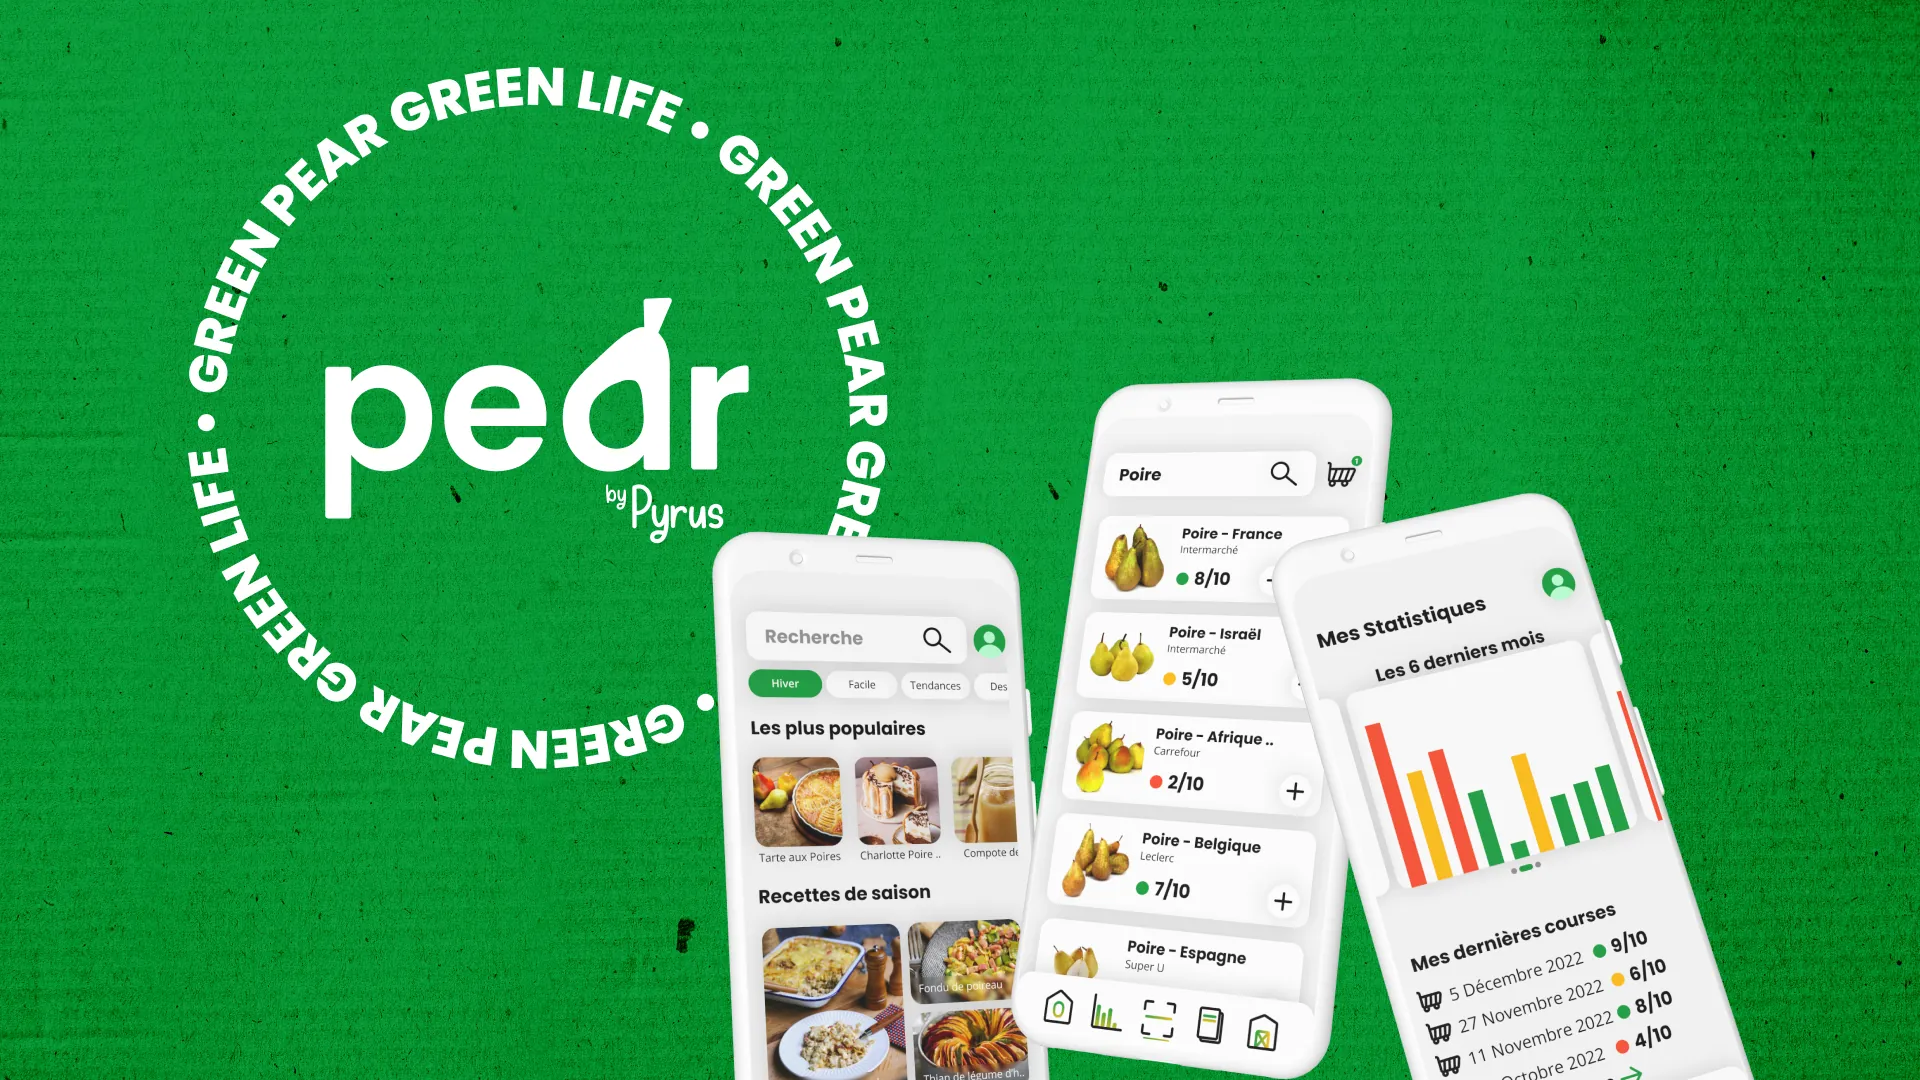 GREEN PEAR GREEN LIFE • GREEN PEAR GRE
GREEN PEAR GREEN LIFE •
pear
by Pyrus
Recherche
Hiver
Facile
Tendances
Des
Les plus populaires
Tarte aux Poires
Charlotte Poire ..
Compote de
Recettes de saison
Fondu de poireau
Thian de légume d'h..
Poire
1
Poire - France
Intermarché
8/10
Poire - Israël
Intermarché
5/10
Poire - Afrique ..
Carrefour
2/10
+
Poire - Belgique
Leclerc
7/10
+
Poire - Espagne
Super U
Mes Statistiques
Les 6 derniers mois
Mes dernières courses
5 Décembre 2022 9/10
27 Novembre 2022 6/10
11 Novembre 2022 8/10
Octobre 2022 4/10